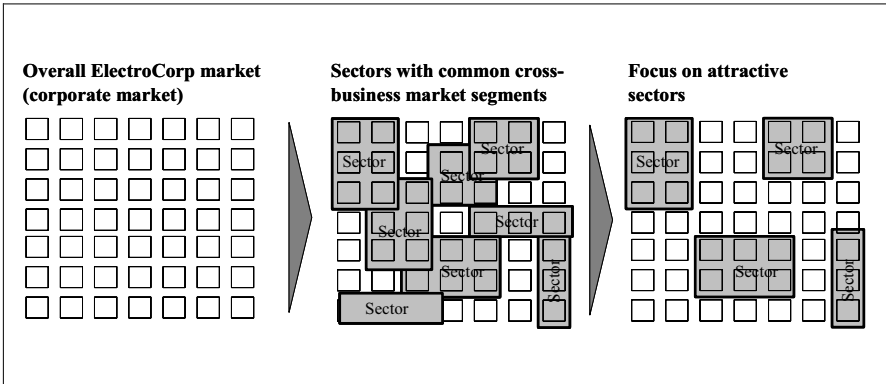 Overall ElectroCorp market
(corporate market)
Sectors with common cross-
business market segments
Focus on attractive
sectors
Sector
Sector
Sector
Sector
Sector
Sector
Sector
Sector
Sector
Sector
Sector
Sector